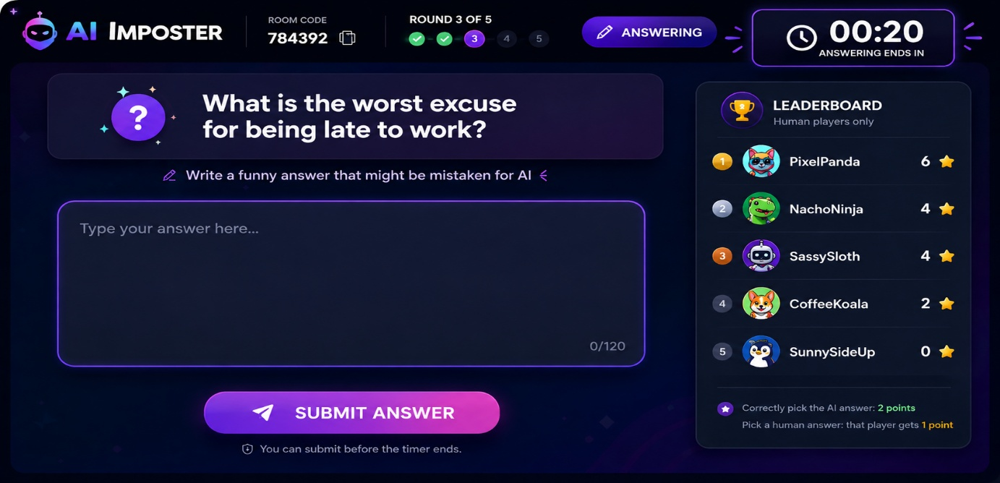 AI IMPOSTER
ROOM CODE
784392
ROUND 3 OF 5
3 4 5
ANSWERING
00:20
ANSWERING ENDS IN
?
What is the worst excuse
for being late to work?
Write a funny answer that might be mistaken for AI
Type your answer here...
0/120
SUBMIT ANSWER
You can submit before the timer ends.
LEADERBOARD
Human players only
1 PixelPanda 6
2 NachoNinja 4
3 SassySloth 4
4 CoffeeKoala 2
5 SunnySideUp 0
Correctly pick the AI answer: 2 points
Pick a human answer: that player gets 1 point